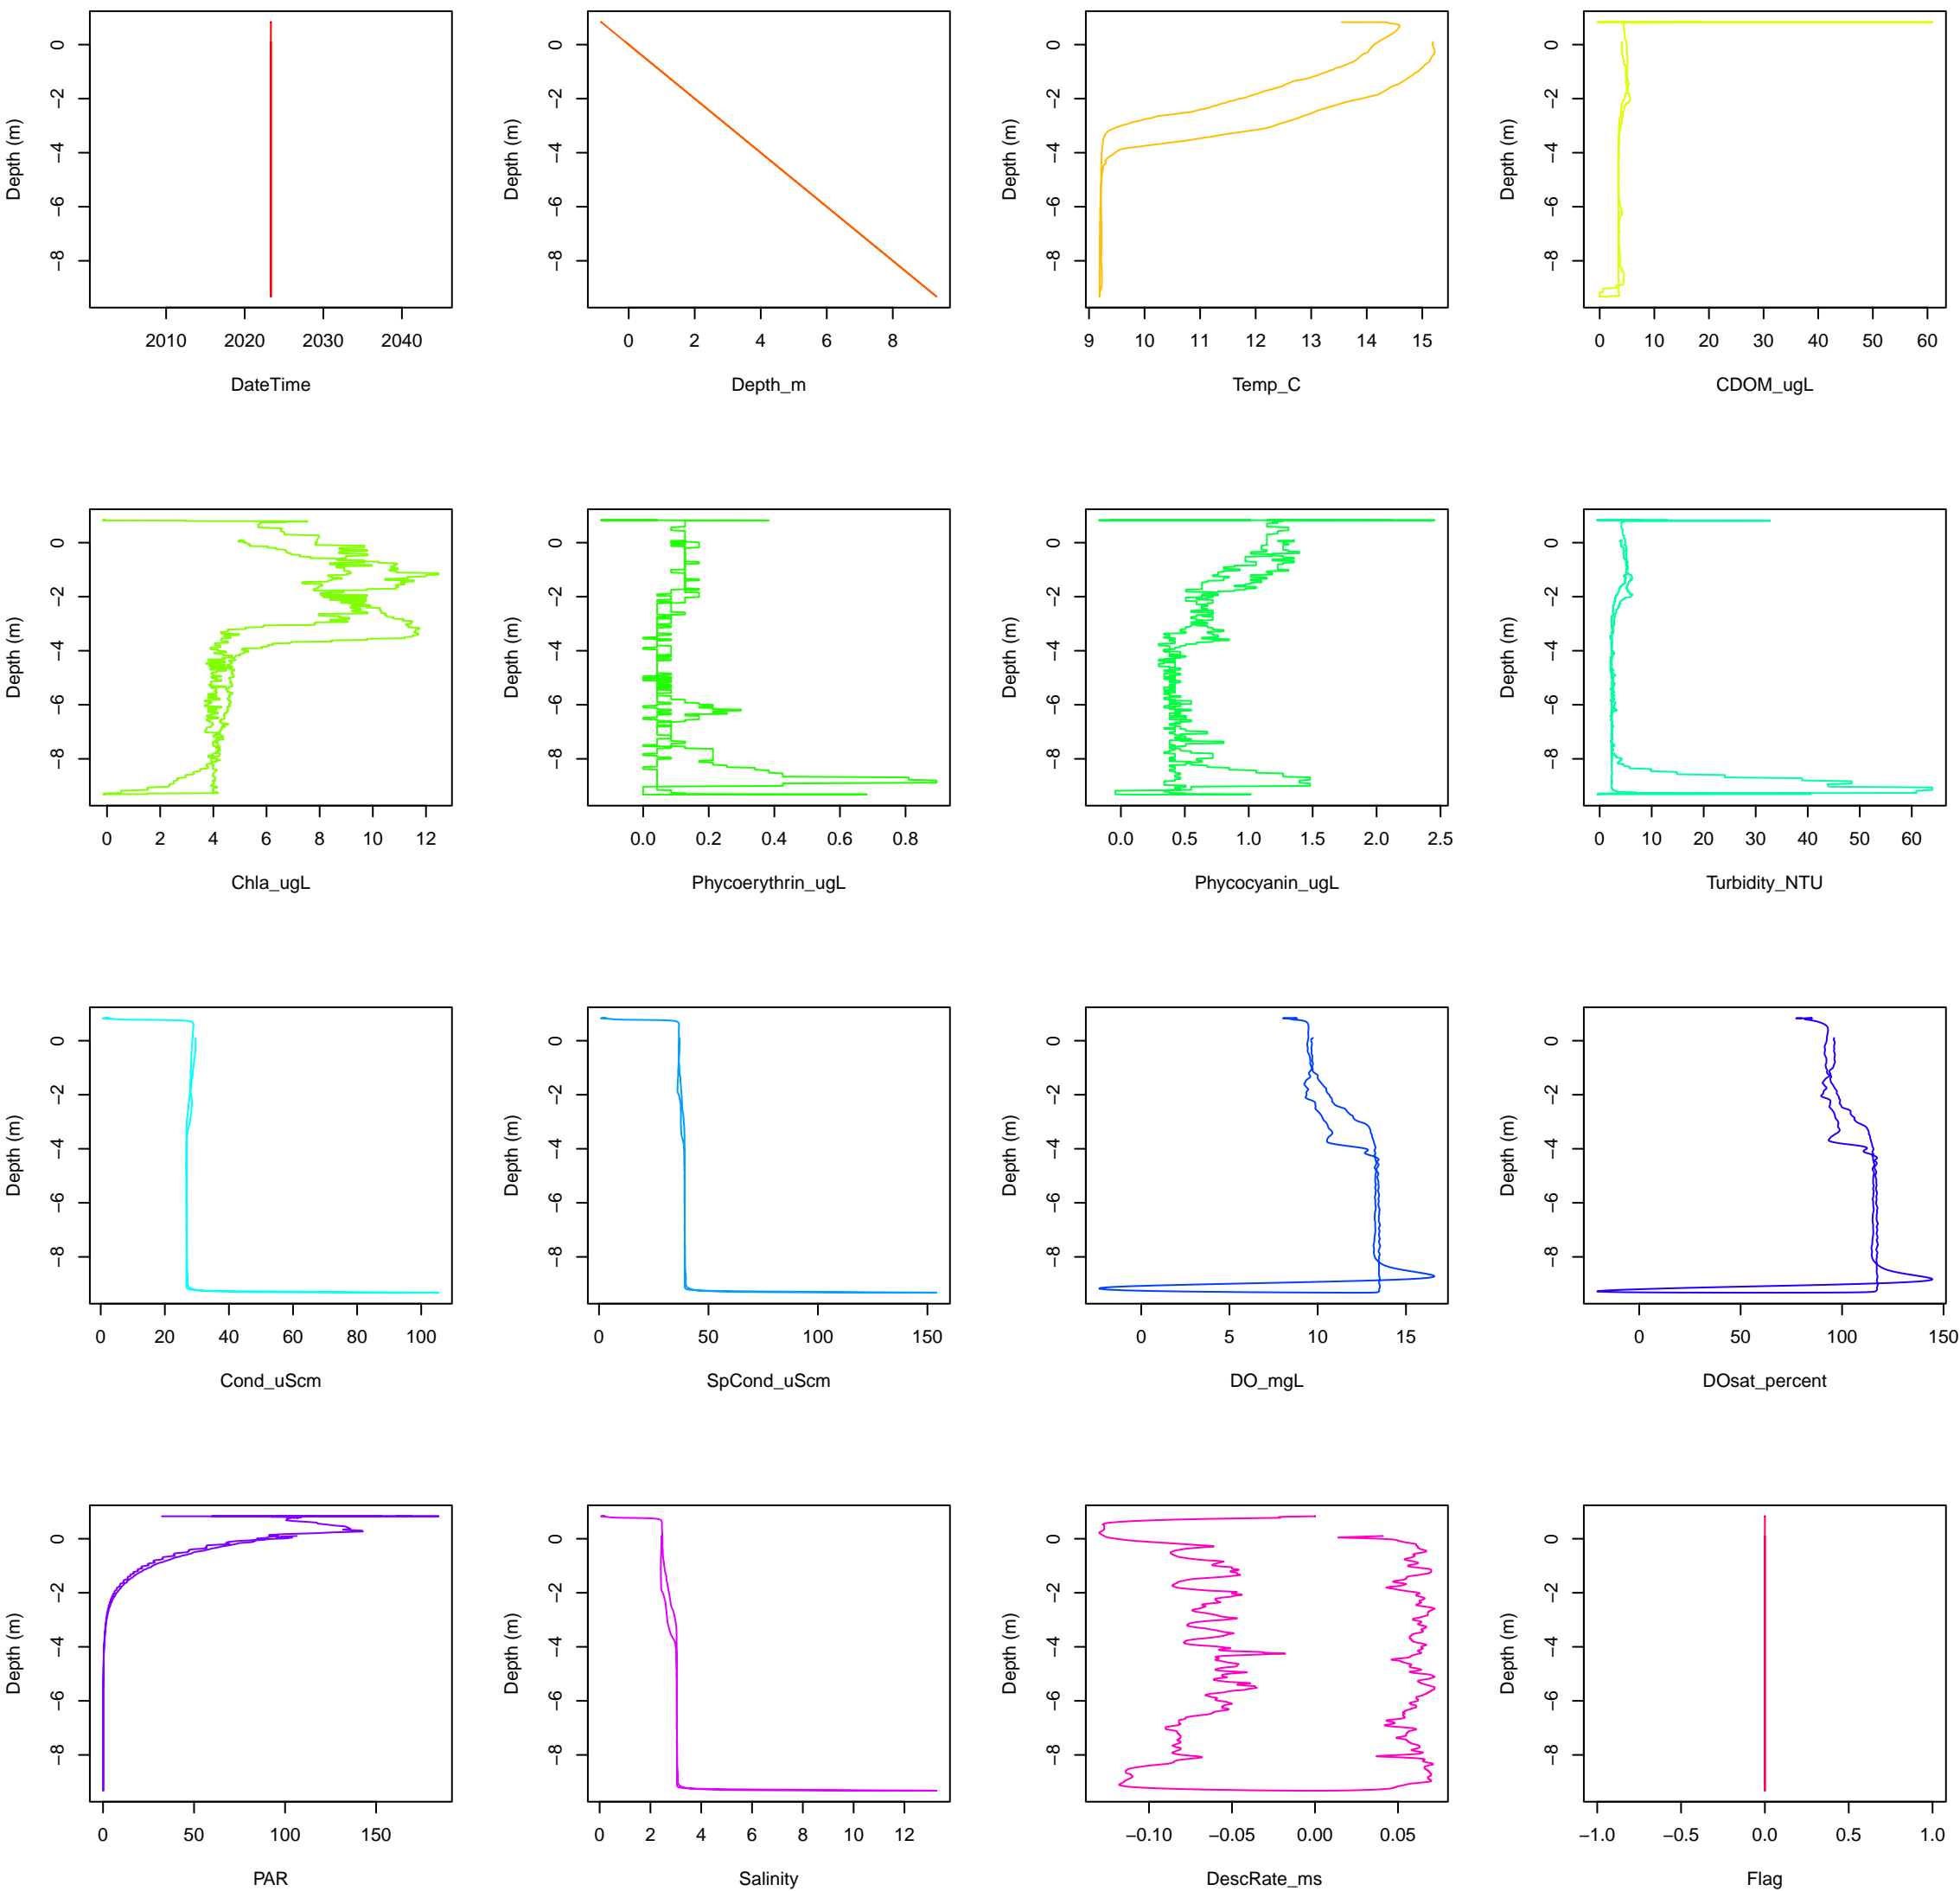 Depth (m)
0
−2
−4
−6
−8
2010 2020 2030 2040
DateTime
Depth (m)
0
−2
−4
−6
−8
0 2 4 6 8
Depth_m
Depth (m)
0
−2
−4
−6
−8
9 10 11 12 13 14 15
Temp_C
Depth (m)
0
−2
−4
−6
−8
0 10 20 30 40 50 60
CDOM_ugL
Depth (m)
0
−2
−4
−6
−8
0 2 4 6 8 10 12
Chla_ugL
Depth (m)
0
−2
−4
−6
−8
0.0 0.2 0.4 0.6 0.8
Phycoerythrin_ugL
Depth (m)
0
−2
−4
−6
−8
0.0 0.5 1.0 1.5 2.0 2.5
Phycocyanin_ugL
Depth (m)
0
−2
−4
−6
−8
0 10 20 30 40 50 60
Turbidity_NTU
Depth (m)
0
−2
−4
−6
−8
0 20 40 60 80 100
Cond_uScm
Depth (m)
0
−2
−4
−6
−8
0 50 100 150
SpCond_uScm
Depth (m)
0
−2
−4
−6
−8
0 5 10 15
DO_mgL
Depth (m)
0
−2
−4
−6
−8
0 50 100 150
DOsat_percent
Depth (m)
0
−2
−4
−6
−8
0 50 100 150
PAR
Depth (m)
0
−2
−4
−6
−8
0 2 4 6 8 10 12
Salinity
Depth (m)
0
−2
−4
−6
−8
−0.10 −0.05 0.00 0.05
DescRate_ms
Depth (m)
0
−2
−4
−6
−8
−1.0 −0.5 0.0 0.5 1.0
Flag